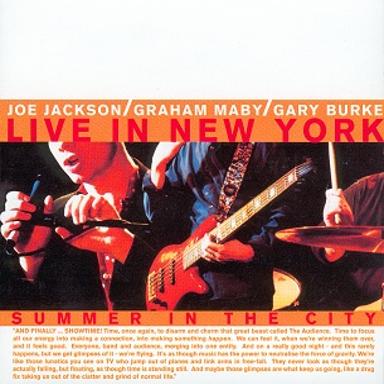 JOE JACKSON/GRAHAM MABY/GARY BURKE
LIVE IN NEW YORK
SUMMER IN THE CITY
"AND FINALLY ... SHOWTIME! Time, once again, to disarm and charm that great beast called The Audience. Time to focus
all our energy into making a connection, into making something happen. We can feel it, when we're winning them over,
and it feels good. Everyone, band and audience, merging into one entity. And on a really good night - and this rarely
happens, but we get glimpses of it - we're flying. It's as though music has the power to neutralise the force of gravity. We're
like those lunatics you see on TV who jump out of planes and link arms in free-fall. They never look as though they're
actually falling, but floating, as though time is standing still. And maybe those glimpses are what keep us going, like a drug
fix taking us out of the clatter and grind of normal life."